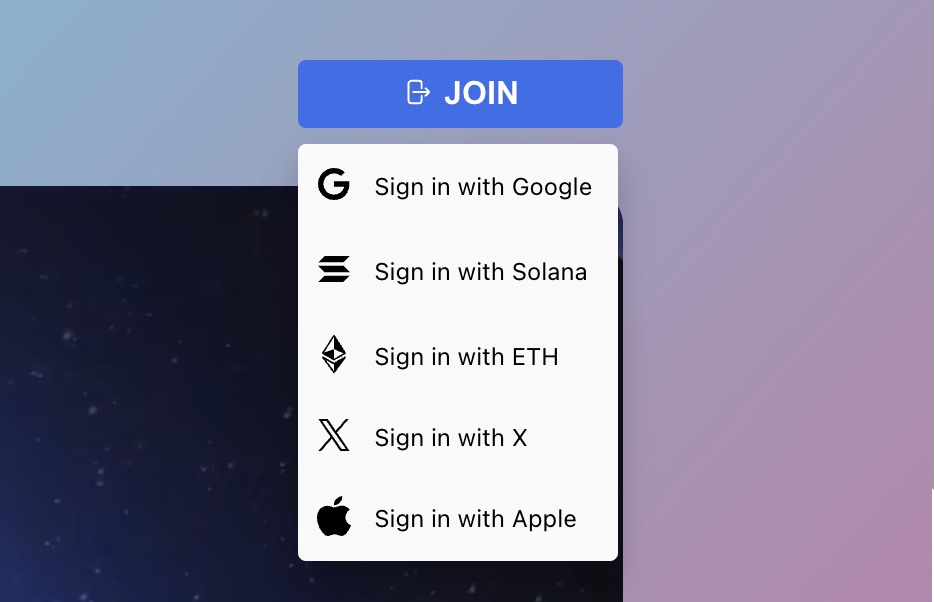 JOIN
Sign in with Google
Sign in with Solana
Sign in with ETH
Sign in with X
Sign in with Apple